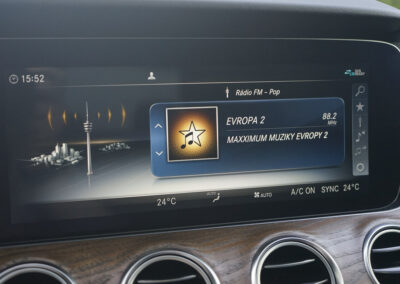 15:52
Rádio FM – Pop
EVROPA 2
88.2
MHz
MAXXIMUM MUZIKY EVROPY 2
24°C
AUTO
AUTO
A/C ON
SYNC
24°C